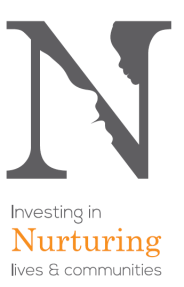 N
Investing in
Nurturing
lives & communities